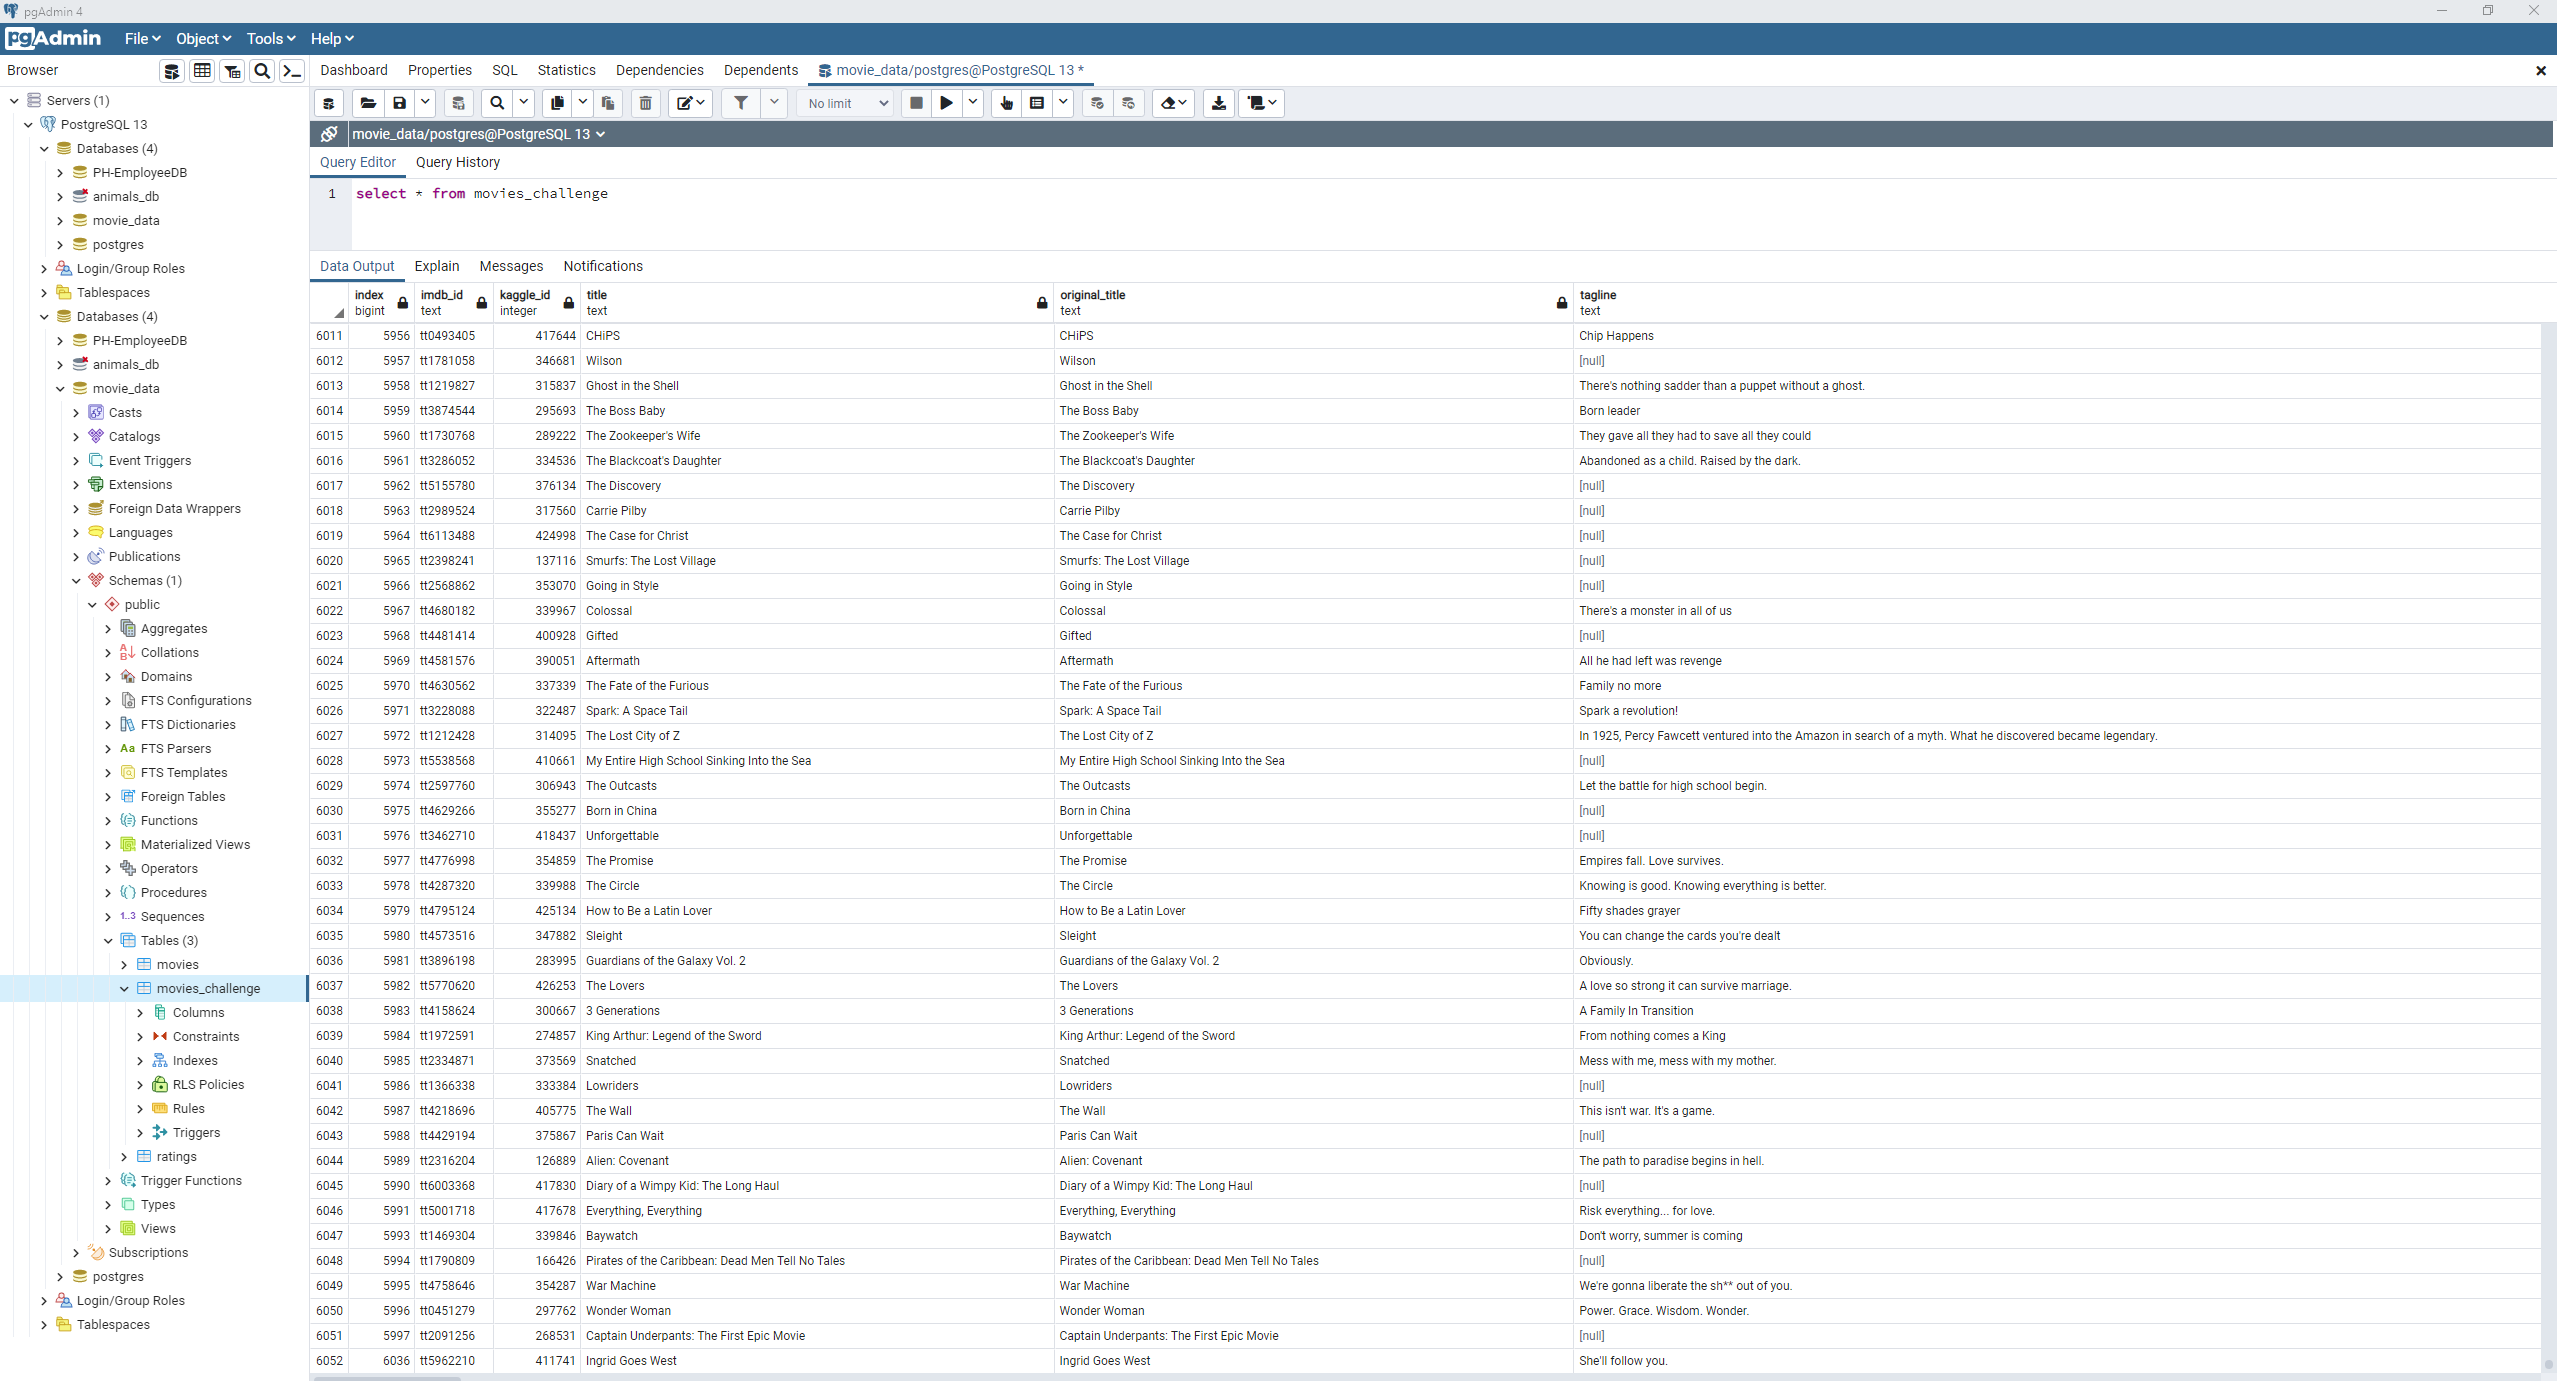 pgAdmin 4
pgAdmin File Object Tools Help
Browser
Dashboard Properties SQL Statistics Dependencies Dependents movie_data/postgres@PostgreSQL 13 *
No limit
movie_data/postgres@PostgreSQL 13
Query Editor Query History
1 select * from movies_challenge
Servers (1)
PostgreSQL 13
Databases (4)
PH-EmployeeDB
animals_db
movie_data
postgres
Login/Group Roles
Tablespaces
Databases (4)
PH-EmployeeDB
animals_db
movie_data
Casts
Catalogs
Event Triggers
Extensions
Foreign Data Wrappers
Languages
Publications
Schemas (1)
public
Aggregates
Collations
Domains
FTS Configurations
FTS Dictionaries
Aa FTS Parsers
FTS Templates
Foreign Tables
Functions
Materialized Views
Operators
Procedures
1..3 Sequences
Tables (3)
movies
movies_challenge
Columns
Constraints
Indexes
RLS Policies
Rules
Triggers
ratings
Trigger Functions
Types
Views
Subscriptions
postgres
Login/Group Roles
Tablespaces
Data Output Explain Messages Notifications
index imdb_id kaggle_id title original_title tagline
bigint text integer text text text
6011 5956 tt0493405 417644 CHiPS CHiPS Chip Happens
6012 5957 tt1781058 346681 Wilson Wilson [null]
6013 5958 tt1219827 315837 Ghost in the Shell Ghost in the Shell There's nothing sadder than a puppet without a ghost.
6014 5959 tt3874544 295693 The Boss Baby The Boss Baby Born leader
6015 5960 tt1730768 289222 The Zookeeper's Wife The Zookeeper's Wife They gave all they had to save all they could
6016 5961 tt3286052 334536 The Blackcoat's Daughter The Blackcoat's Daughter Abandoned as a child. Raised by the dark.
6017 5962 tt5155780 376134 The Discovery The Discovery [null]
6018 5963 tt2989524 317560 Carrie Pilby Carrie Pilby [null]
6019 5964 tt6113488 424998 The Case for Christ The Case for Christ [null]
6020 5965 tt2398241 137116 Smurfs: The Lost Village Smurfs: The Lost Village [null]
6021 5966 tt2568862 353070 Going in Style Going in Style [null]
6022 5967 tt4680182 339967 Colossal Colossal There's a monster in all of us
6023 5968 tt4481414 400928 Gifted Gifted [null]
6024 5969 tt4581576 390051 Aftermath Aftermath All he had left was revenge
6025 5970 tt4630562 337339 The Fate of the Furious The Fate of the Furious Family no more
6026 5971 tt3228088 322487 Spark: A Space Tail Spark: A Space Tail Spark a revolution!
6027 5972 tt1212428 314095 The Lost City of Z The Lost City of Z In 1925, Percy Fawcett ventured into the Amazon in search of a myth. What he discovered became legendary.
6028 5973 tt5538568 410661 My Entire High School Sinking Into the Sea My Entire High School Sinking Into the Sea [null]
6029 5974 tt2597760 306943 The Outcasts The Outcasts Let the battle for high school begin.
6030 5975 tt4629266 355277 Born in China Born in China [null]
6031 5976 tt3462710 418437 Unforgettable Unforgettable [null]
6032 5977 tt4776998 354859 The Promise The Promise Empires fall. Love survives.
6033 5978 tt4287320 339988 The Circle The Circle Knowing is good. Knowing everything is better.
6034 5979 tt4795124 425134 How to Be a Latin Lover How to Be a Latin Lover Fifty shades grayer
6035 5980 tt4573516 347882 Sleight Sleight You can change the cards you're dealt
6036 5981 tt3896198 283995 Guardians of the Galaxy Vol. 2 Guardians of the Galaxy Vol. 2 Obviously.
6037 5982 tt5770620 426253 The Lovers The Lovers A love so strong it can survive marriage.
6038 5983 tt4158624 300667 3 Generations 3 Generations A Family In Transition
6039 5984 tt1972591 274857 King Arthur: Legend of the Sword King Arthur: Legend of the Sword From nothing comes a King
6040 5985 tt2334871 373569 Snatched Snatched Mess with me, mess with my mother.
6041 5986 tt1366338 333384 Lowriders Lowriders [null]
6042 5987 tt4218696 405775 The Wall The Wall This isn't war. It's a game.
6043 5988 tt4429194 375867 Paris Can Wait Paris Can Wait [null]
6044 5989 tt2316204 126889 Alien: Covenant Alien: Covenant The path to paradise begins in hell.
6045 5990 tt6003368 417830 Diary of a Wimpy Kid: The Long Haul Diary of a Wimpy Kid: The Long Haul [null]
6046 5991 tt5001718 417678 Everything, Everything Everything, Everything Risk everything... for love.
6047 5993 tt1469304 339846 Baywatch Baywatch Don't worry, summer is coming
6048 5994 tt1790809 166426 Pirates of the Caribbean: Dead Men Tell No Tales Pirates of the Caribbean: Dead Men Tell No Tales [null]
6049 5995 tt4758646 354287 War Machine War Machine We're gonna liberate the sh** out of you.
6050 5996 tt0451279 297762 Wonder Woman Wonder Woman Power. Grace. Wisdom. Wonder.
6051 5997 tt2091256 268531 Captain Underpants: The First Epic Movie Captain Underpants: The First Epic Movie [null]
6052 6036 tt5962210 411741 Ingrid Goes West Ingrid Goes West She'll follow you.